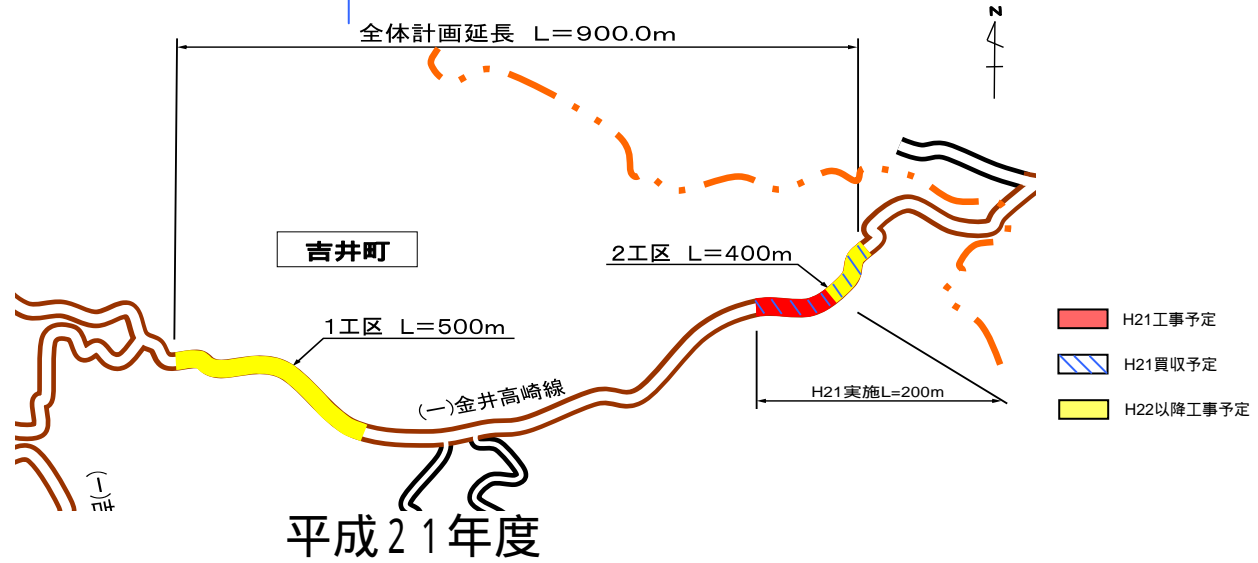 全体計画延長 L=900.0m
N
吉井町
2工区 L=400m
1工区 L=500m
H21工事予定
H21買収予定
H21実施L=200m
H22以降工事予定
(一)金井高崎線
(一)吉
平成21年度